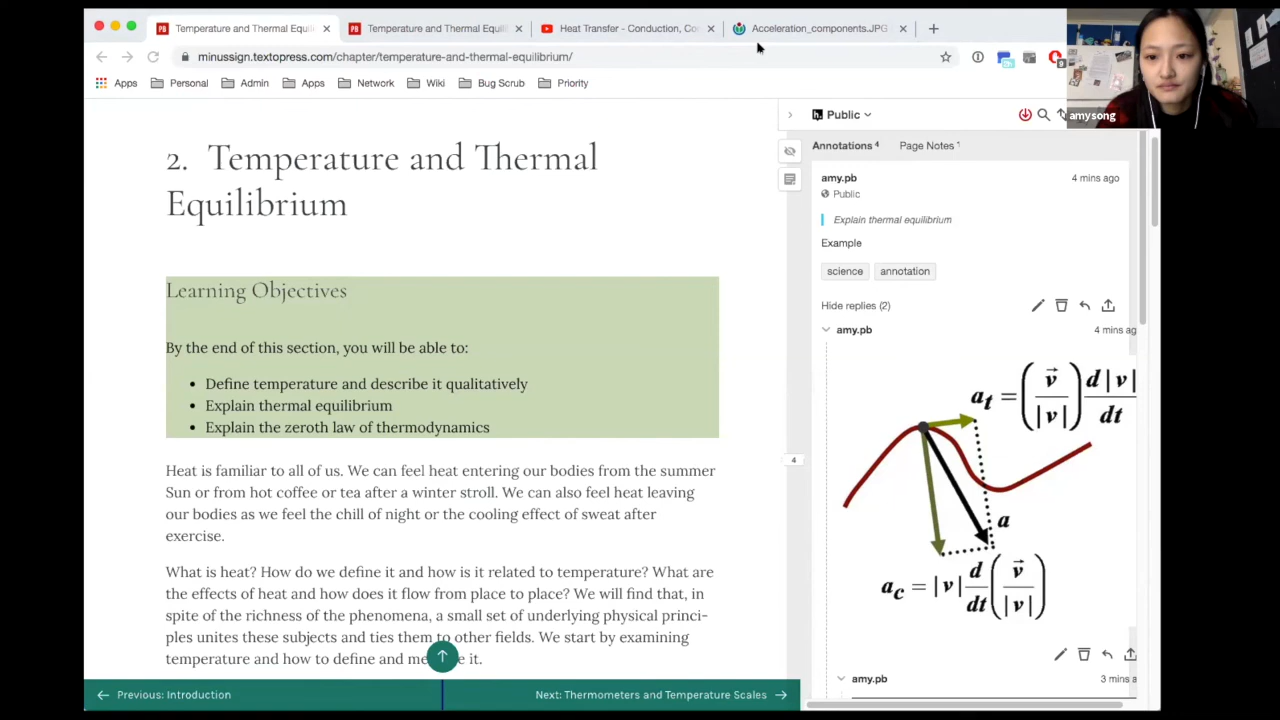 Temperature and Thermal Equili
Temperature and Thermal Equili
Heat Transfer - Conduction, Co
Acceleration_components.JPG
minussign.textopress.com/chapter/temperature-and-thermal-equilibrium/
Apps
Personal
Admin
Apps
Network
Wiki
Bug Scrub
Priority
amysong
2. Temperature and Thermal
Equilibrium
Learning Objectives
By the end of this section, you will be able to:
• Define temperature and describe it qualitatively
• Explain thermal equilibrium
• Explain the zeroth law of thermodynamics
Heat is familiar to all of us. We can feel heat entering our bodies from the summer
Sun or from hot coffee or tea after a winter stroll. We can also feel heat leaving
our bodies as we feel the chill of night or the cooling effect of sweat after
exercise.
What is heat? How do we define it and how is it related to temperature? What are
the effects of heat and how does it flow from place to place? We will find that, in
spite of the richness of the phenomena, a small set of underlying physical princi-
ples unites these subjects and ties them to other fields. We start by examining
temperature and how to define and me e it.
← Previous: Introduction
Next: Thermometers and Temperature Scales →
4
Public
Annotations 4
Page Notes 1
amy.pb
4 mins ago
Public
Explain thermal equilibrium
Example
science
annotation
Hide replies (2)
amy.pb
4 mins ag
a_t = (v⃗/|v|) d|v|/dt
a
a_c = |v| d/dt (v⃗/|v|)
amy.pb
3 mins a